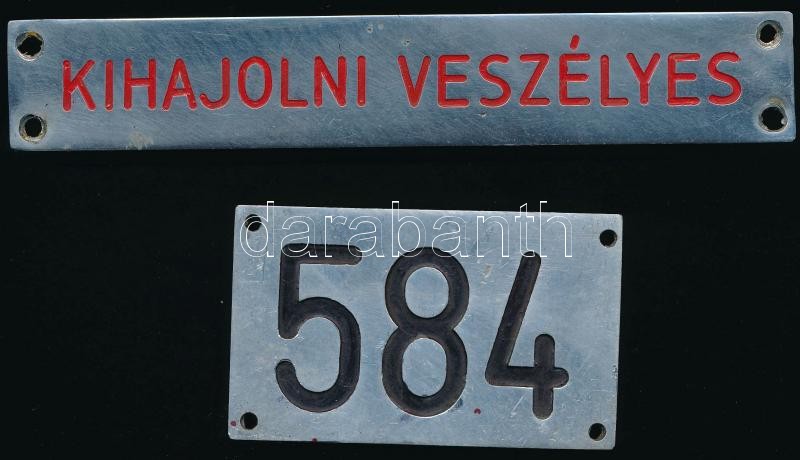 KIHAJOLNI VESZÉLYES
darabanth
584